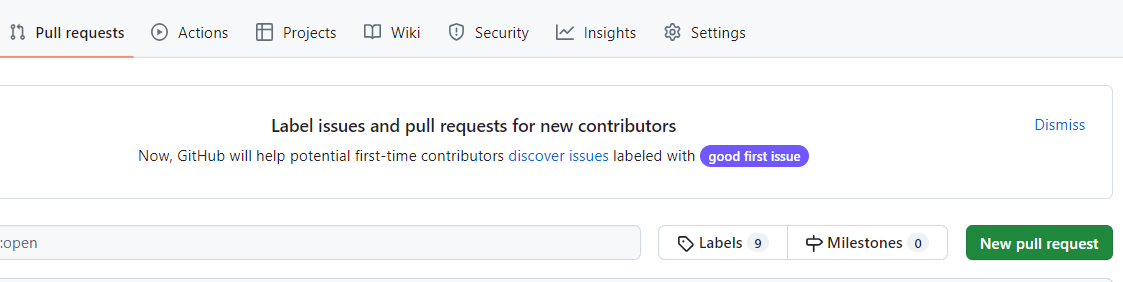 Pull requests Actions Projects Wiki Security Insights Settings
Label issues and pull requests for new contributors Dismiss
Now, GitHub will help potential first-time contributors discover issues labeled with good first issue
:open Labels 9 Milestones 0 New pull request